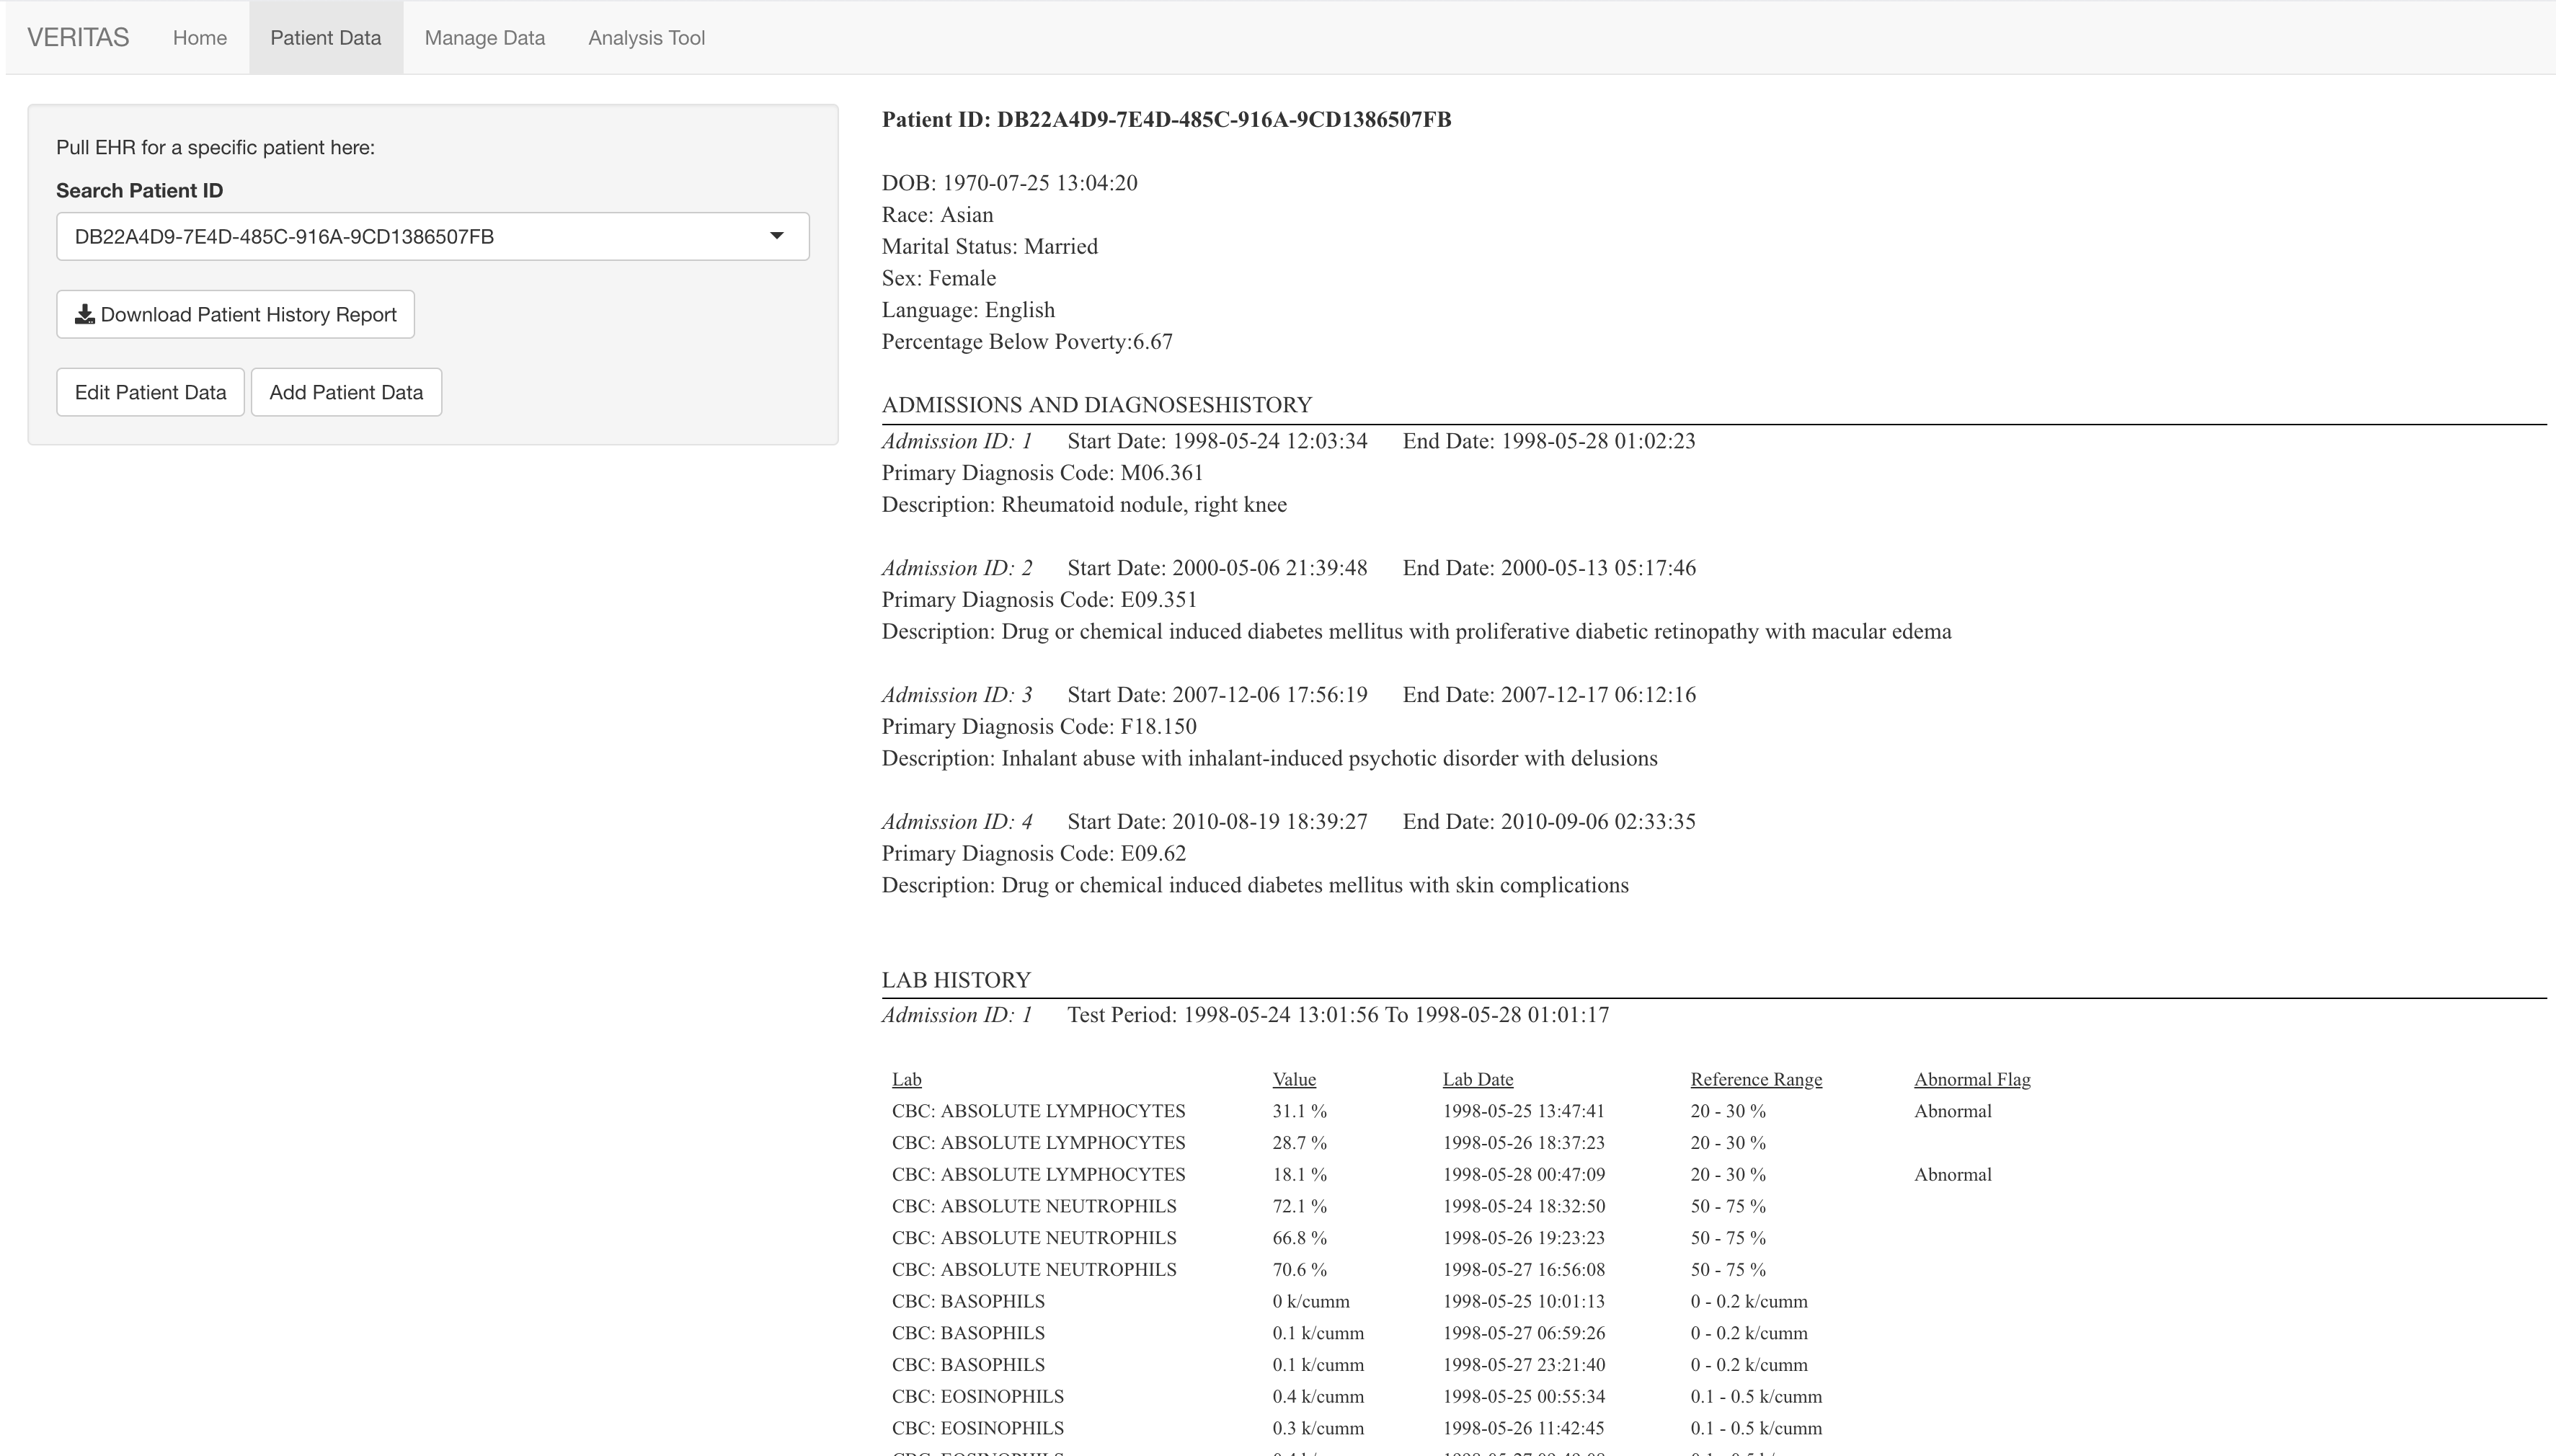 VERITAS Home Patient Data Manage Data Analysis Tool
Pull EHR for a specific patient here:
Search Patient ID
DB22A4D9-7E4D-485C-916A-9CD1386507FB
Download Patient History Report
Edit Patient Data Add Patient Data
Patient ID: DB22A4D9-7E4D-485C-916A-9CD1386507FB
DOB: 1970-07-25 13:04:20
Race: Asian
Marital Status: Married
Sex: Female
Language: English
Percentage Below Poverty:6.67
ADMISSIONS AND DIAGNOSESHISTORY
Admission ID: 1 Start Date: 1998-05-24 12:03:34 End Date: 1998-05-28 01:02:23
Primary Diagnosis Code: M06.361
Description: Rheumatoid nodule, right knee
Admission ID: 2 Start Date: 2000-05-06 21:39:48 End Date: 2000-05-13 05:17:46
Primary Diagnosis Code: E09.351
Description: Drug or chemical induced diabetes mellitus with proliferative diabetic retinopathy with macular edema
Admission ID: 3 Start Date: 2007-12-06 17:56:19 End Date: 2007-12-17 06:12:16
Primary Diagnosis Code: F18.150
Description: Inhalant abuse with inhalant-induced psychotic disorder with delusions
Admission ID: 4 Start Date: 2010-08-19 18:39:27 End Date: 2010-09-06 02:33:35
Primary Diagnosis Code: E09.62
Description: Drug or chemical induced diabetes mellitus with skin complications
LAB HISTORY
Admission ID: 1 Test Period: 1998-05-24 13:01:56 To 1998-05-28 01:01:17
Lab Value Lab Date Reference Range Abnormal Flag
CBC: ABSOLUTE LYMPHOCYTES 31.1 % 1998-05-25 13:47:41 20 - 30 % Abnormal
CBC: ABSOLUTE LYMPHOCYTES 28.7 % 1998-05-26 18:37:23 20 - 30 %
CBC: ABSOLUTE LYMPHOCYTES 18.1 % 1998-05-28 00:47:09 20 - 30 % Abnormal
CBC: ABSOLUTE NEUTROPHILS 72.1 % 1998-05-24 18:32:50 50 - 75 %
CBC: ABSOLUTE NEUTROPHILS 66.8 % 1998-05-26 19:23:23 50 - 75 %
CBC: ABSOLUTE NEUTROPHILS 70.6 % 1998-05-27 16:56:08 50 - 75 %
CBC: BASOPHILS 0 k/cumm 1998-05-25 10:01:13 0 - 0.2 k/cumm
CBC: BASOPHILS 0.1 k/cumm 1998-05-27 06:59:26 0 - 0.2 k/cumm
CBC: BASOPHILS 0.1 k/cumm 1998-05-27 23:21:40 0 - 0.2 k/cumm
CBC: EOSINOPHILS 0.4 k/cumm 1998-05-25 00:55:34 0.1 - 0.5 k/cumm
CBC: EOSINOPHILS 0.3 k/cumm 1998-05-26 11:42:45 0.1 - 0.5 k/cumm